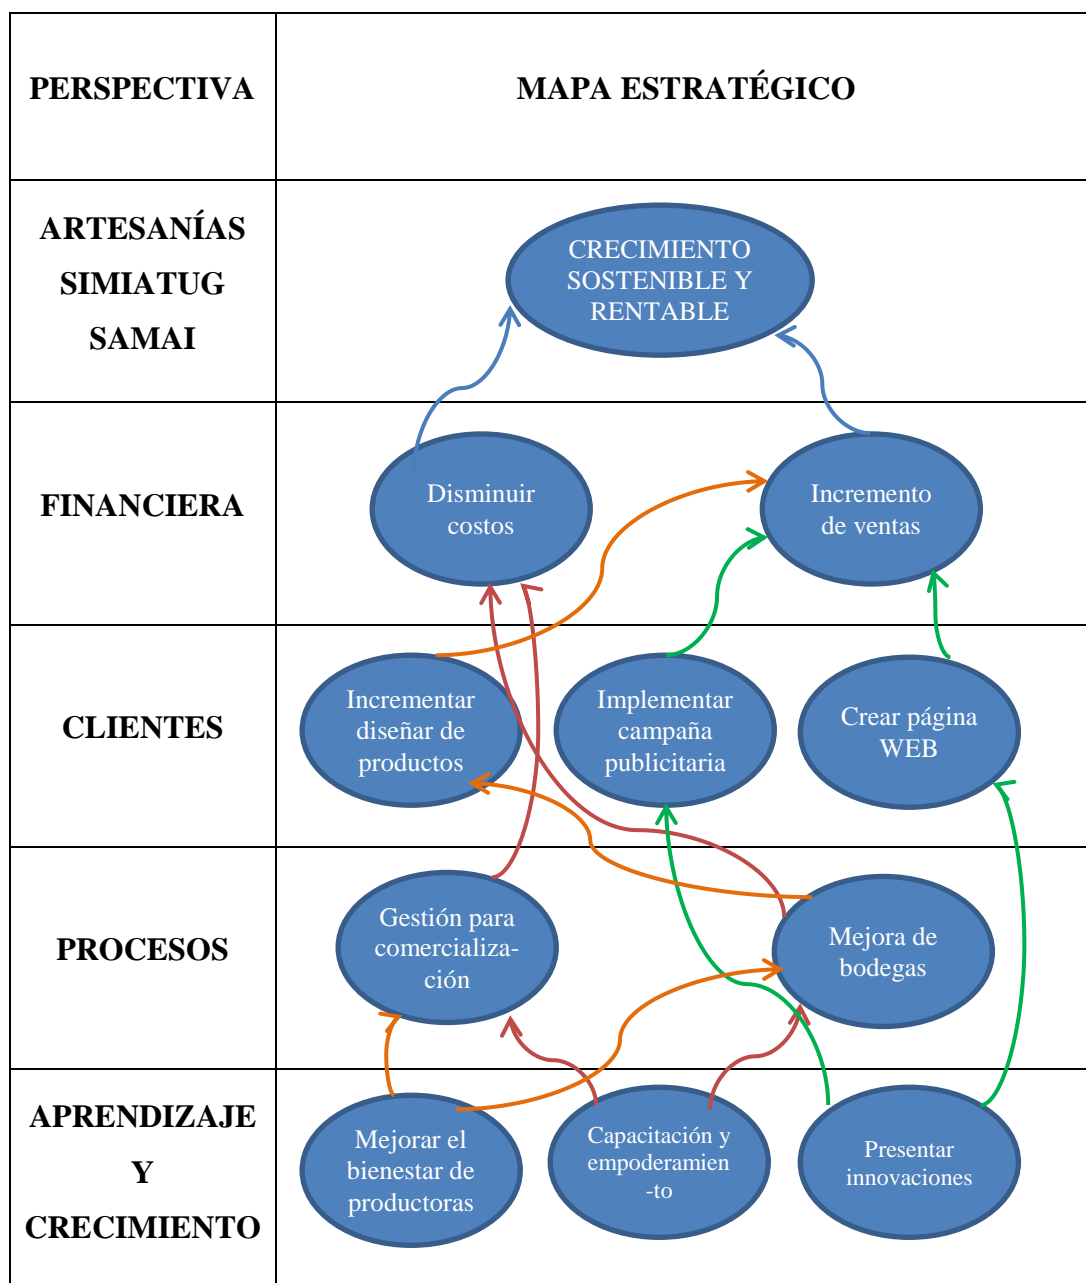 PERSPECTIVA
MAPA ESTRATÉGICO
ARTESANÍAS
SIMIATUG
SAMAI
CRECIMIENTO
SOSTENIBLE Y
RENTABLE
FINANCIERA
Disminuir
costos
Incremento
de ventas
CLIENTES
Incrementar
diseñar de
productos
Implementar
campaña
publicitaria
Crear página
WEB
PROCESOS
Gestión para
comercializa-
ción
Mejora de
bodegas
APRENDIZAJE
Y
CRECIMIENTO
Mejorar el
bienestar de
productoras
Capacitación y
empoderamien
-to
Presentar
innovaciones